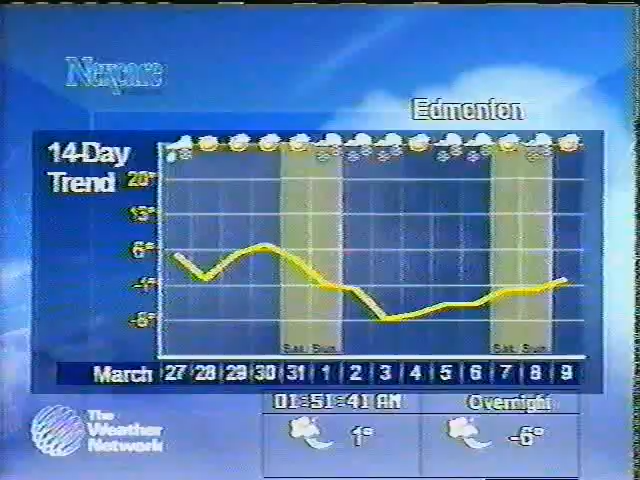 Nexcare
Edmonton
14-Day
Trend
20°
13°
6°
-1°
-8°
Sat. Sun.
Sat. Sun.
March 27 28 29 30 31 1 2 3 4 5 6 7 8 9
01:51:41 AM
Overnight
The
Weather
Network
1°
-6°